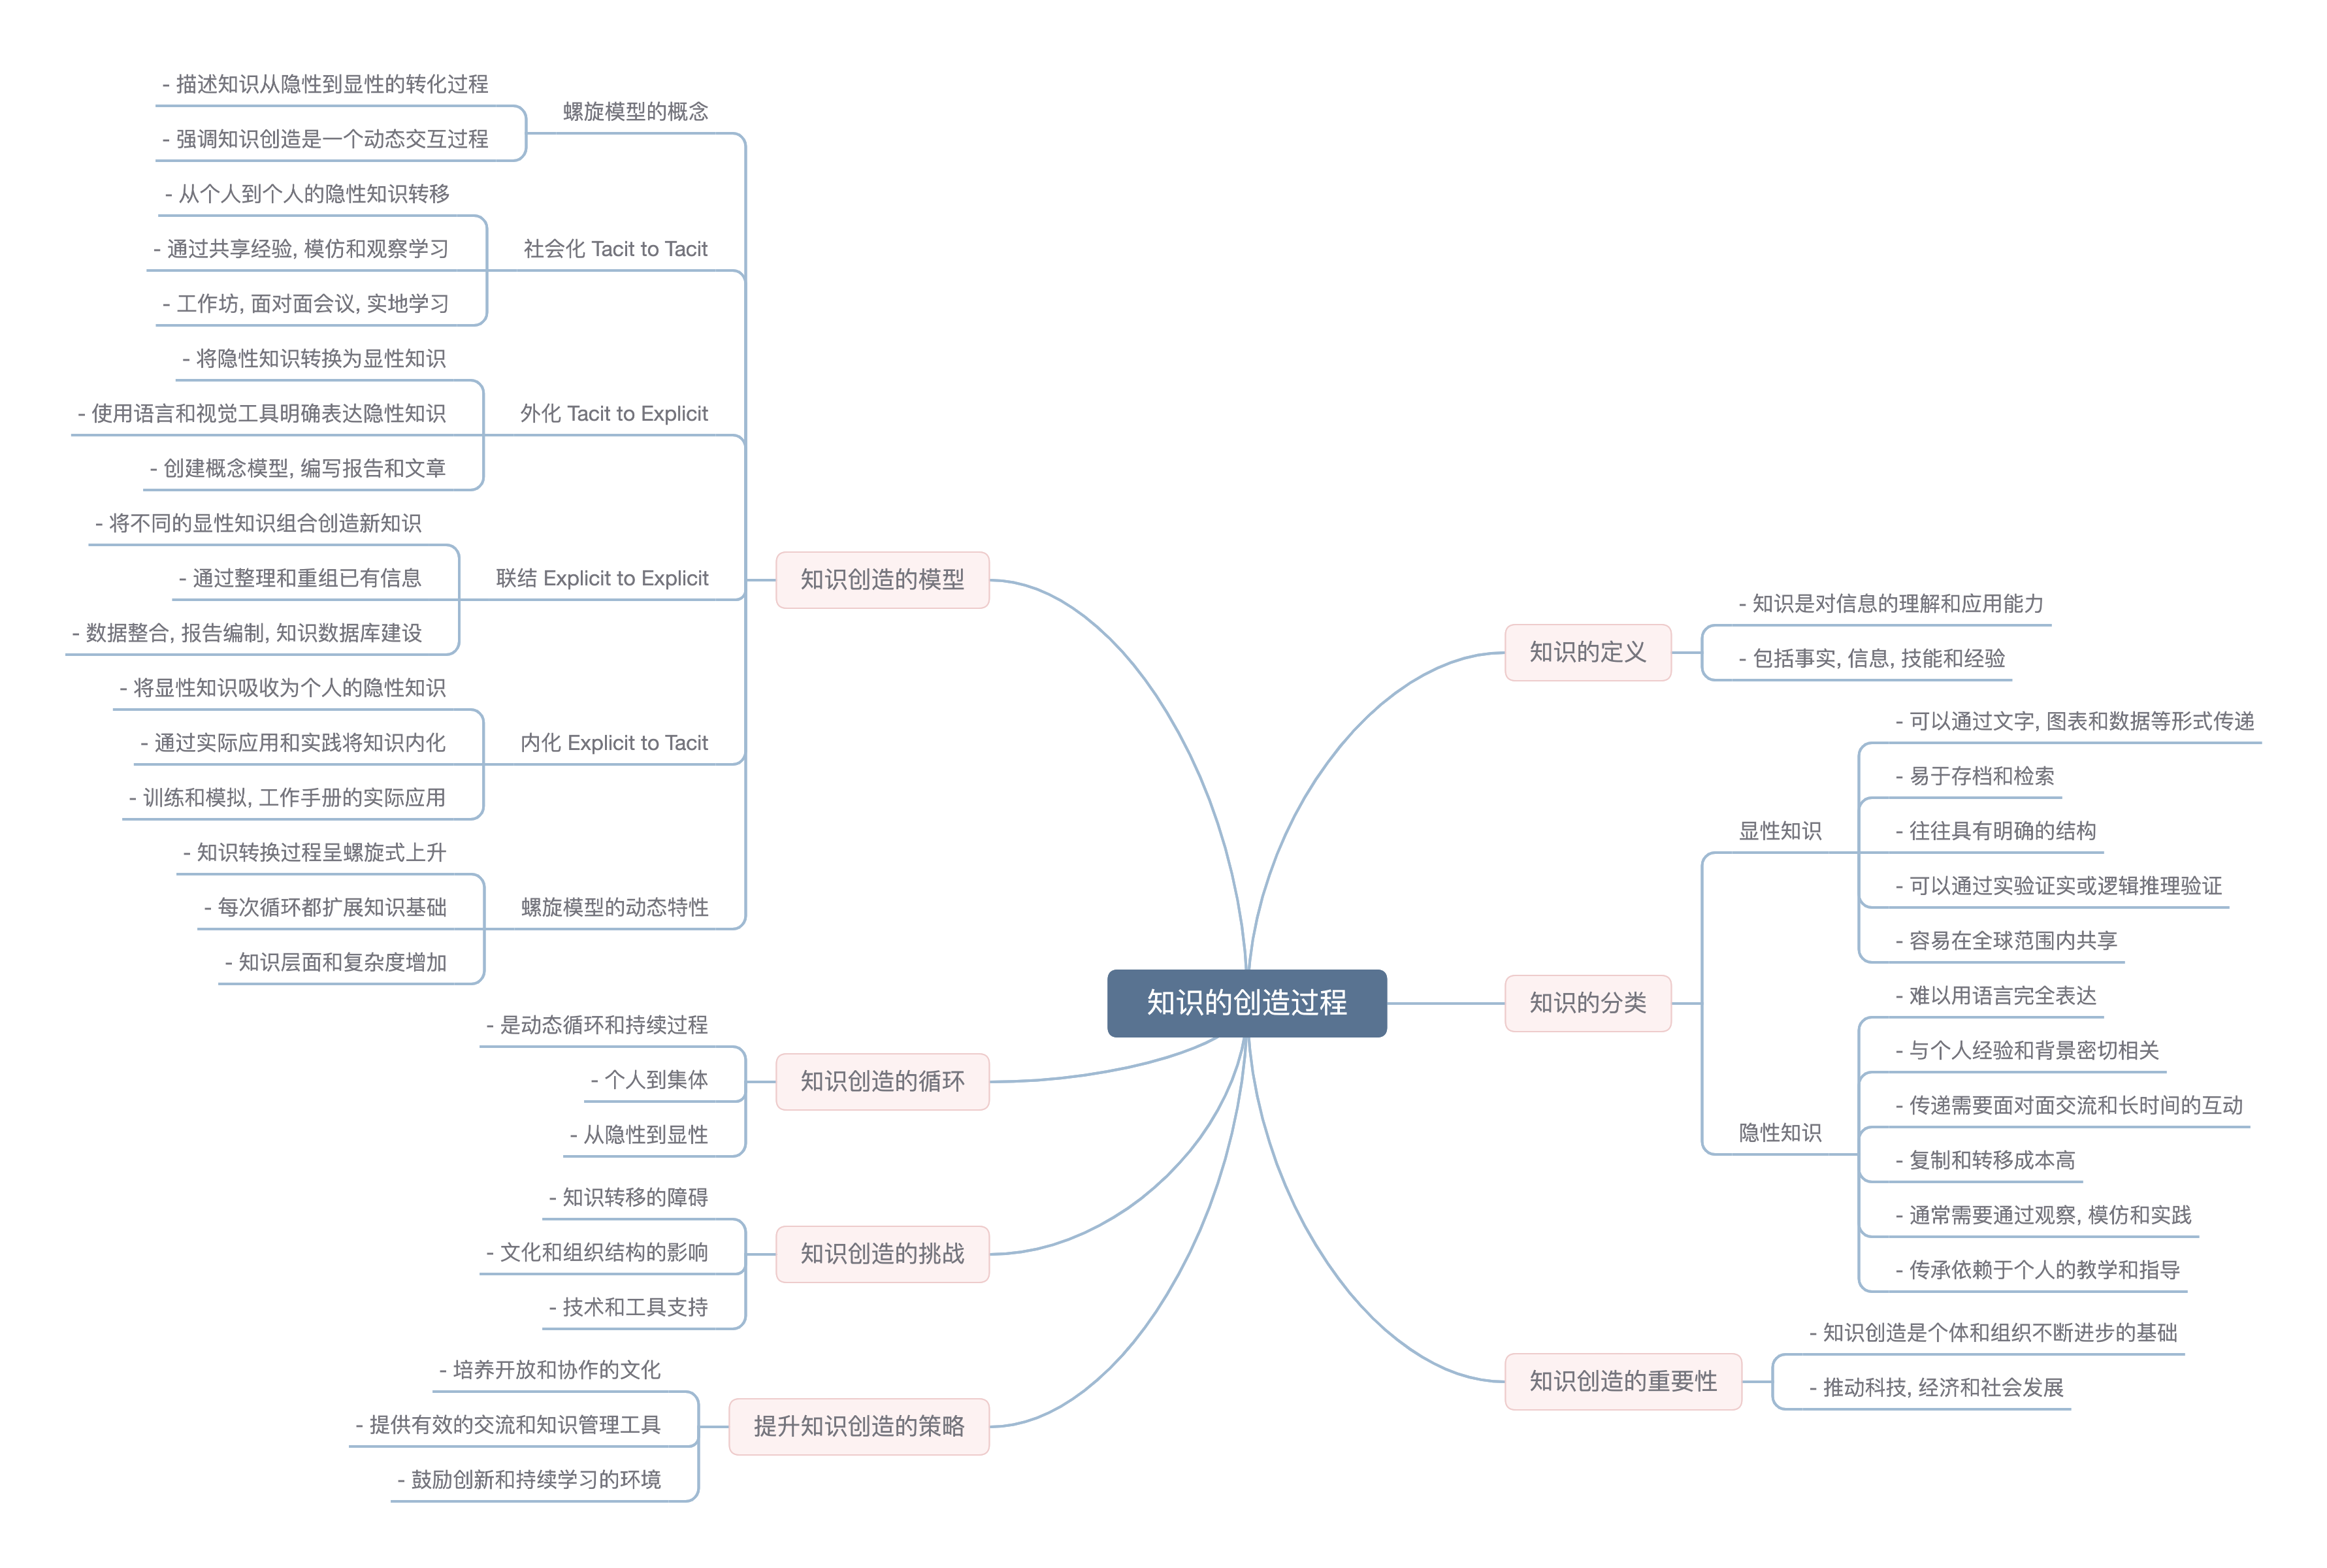 知识的创造过程
知识的定义
- 知识是对信息的理解和应用能力
- 包括事实, 信息, 技能和经验
知识的分类
显性知识
- 可以通过文字, 图表和数据等形式传递
- 易于存档和检索
- 往往具有明确的结构
- 可以通过实验证实或逻辑推理验证
- 容易在全球范围内共享
隐性知识
- 难以用语言完全表达
- 与个人经验和背景密切相关
- 传递需要面对面交流和长时间的互动
- 复制和转移成本高
- 通常需要通过观察, 模仿和实践
- 传承依赖于个人的教学和指导
知识创造的重要性
- 知识创造是个体和组织不断进步的基础
- 推动科技, 经济和社会发展
知识创造的模型
螺旋模型的概念
- 描述知识从隐性到显性的转化过程
- 强调知识创造是一个动态交互过程
社会化 Tacit to Tacit
- 从个人到个人的隐性知识转移
- 通过共享经验, 模仿和观察学习
- 工作坊, 面对面会议, 实地学习
外化 Tacit to Explicit
- 将隐性知识转换为显性知识
- 使用语言和视觉工具明确表达隐性知识
- 创建概念模型, 编写报告和文章
联结 Explicit to Explicit
- 将不同的显性知识组合创造新知识
- 通过整理和重组已有信息
- 数据整合, 报告编制, 知识数据库建设
内化 Explicit to Tacit
- 将显性知识吸收为个人的隐性知识
- 通过实际应用和实践将知识内化
- 训练和模拟, 工作手册的实际应用
螺旋模型的动态特性
- 知识转换过程呈螺旋式上升
- 每次循环都扩展知识基础
- 知识层面和复杂度增加
知识创造的循环
- 是动态循环和持续过程
- 个人到集体
- 从隐性到显性
知识创造的挑战
- 知识转移的障碍
- 文化和组织结构的影响
- 技术和工具支持
提升知识创造的策略
- 培养开放和协作的文化
- 提供有效的交流和知识管理工具
- 鼓励创新和持续学习的环境